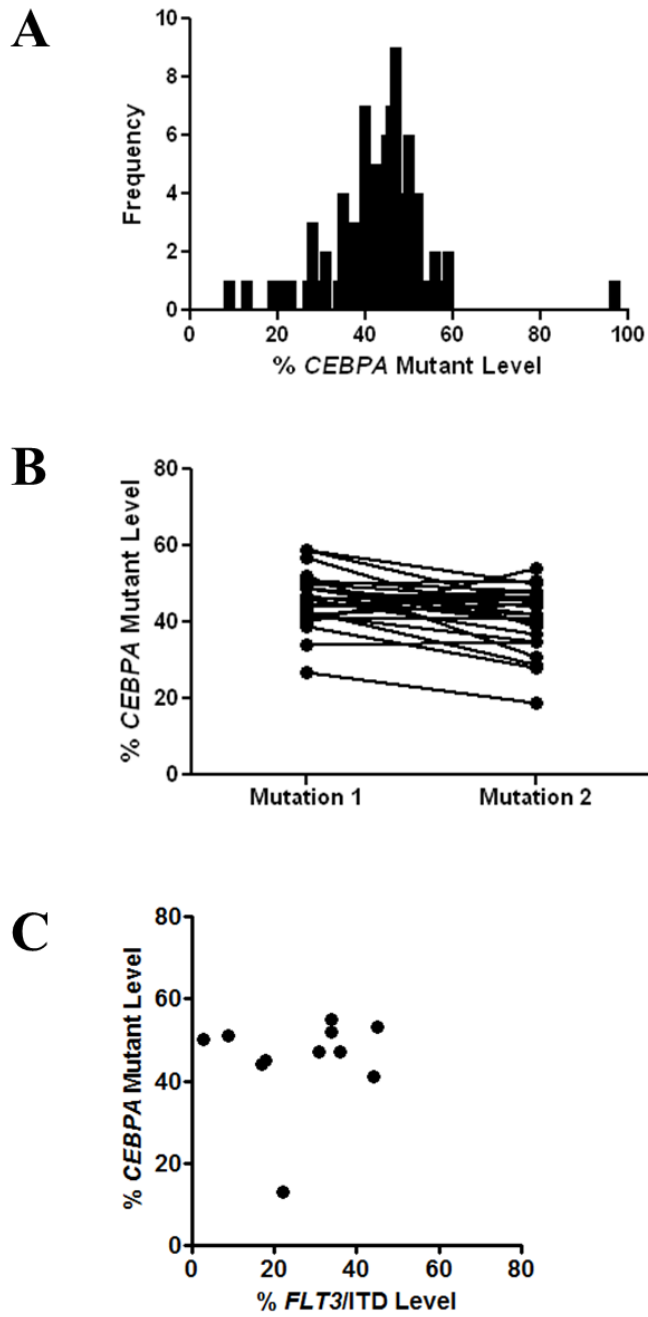 A
10
8
6
4
2
0
Frequency
0 20 40 60 80 100
% CEBPA Mutant Level
B
80
60
40
20
0
% CEBPA Mutant Level
Mutation 1 Mutation 2
C
80
60
40
20
0
% CEBPA Mutant Level
0 20 40 60 80
% FLT3/ITD Level